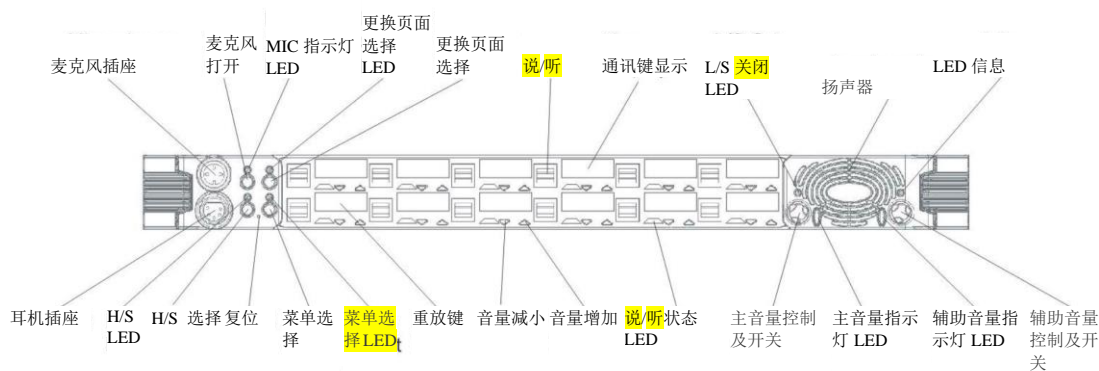 更换页面
选择
LED
麦克风
打开
MIC 指示灯
LED
更换页面
选择
麦克风插座
说/听
通讯键显示
L/S 关闭
LED
扬声器
LED 信息
耳机插座
H/S
LED
H/S 选择
复位
菜单选
择
菜单选
择 LED
t
重放键
音量减小
音量增加
说/听状态
LED
主音量控制
及开关
主音量指示
灯 LED
辅助音量指
示灯 LED
辅助音量
控制及开
关